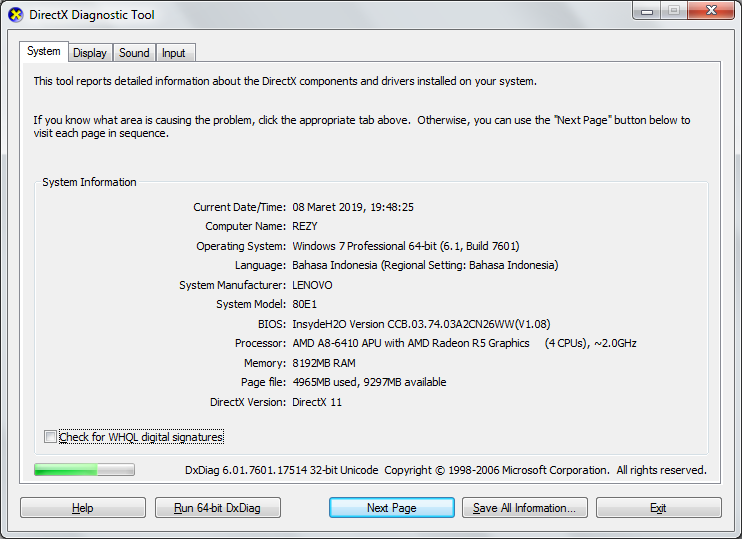 DirectX Diagnostic Tool
System Display Sound Input
This tool reports detailed information about the DirectX components and drivers installed on your system.
If you know what area is causing the problem, click the appropriate tab above.  Otherwise, you can use the "Next Page" button below to
visit each page in sequence.
System Information
Current Date/Time: 08 Maret 2019, 19:48:25
Computer Name: REZY
Operating System: Windows 7 Professional 64-bit (6.1, Build 7601)
Language: Bahasa Indonesia (Regional Setting: Bahasa Indonesia)
System Manufacturer: LENOVO
System Model: 80E1
BIOS: InsydeH2O Version CCB.03.74.03A2CN26WW(V1.08)
Processor: AMD A8-6410 APU with AMD Radeon R5 Graphics    (4 CPUs), ~2.0GHz
Memory: 8192MB RAM
Page file: 4965MB used, 9297MB available
DirectX Version: DirectX 11
Check for WHQL digital signatures
DxDiag 6.01.7601.17514 32-bit Unicode  Copyright © 1998-2006 Microsoft Corporation.  All rights reserved.
Help Run 64-bit DxDiag Next Page Save All Information... Exit